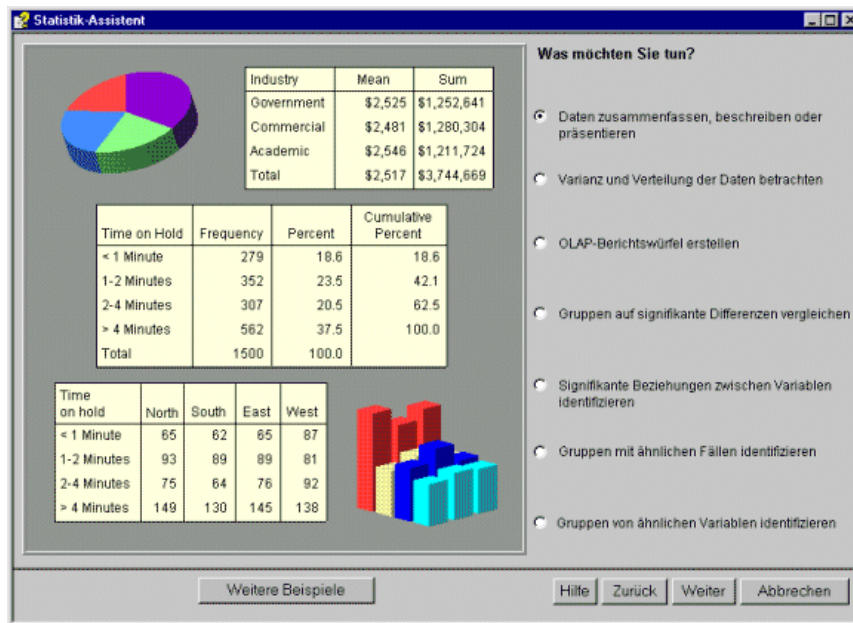 Statistik-Assistent
Industry Mean Sum
Government $2,525 $1,252,641
Commercial $2,481 $1,280,304
Academic $2,546 $1,211,724
Total $2,517 $3,744,669
Time on Hold Frequency Percent Cumulative Percent
< 1 Minute 279 18.6 18.6
1-2 Minutes 352 23.5 42.1
2-4 Minutes 307 20.5 62.5
> 4 Minutes 562 37.5 100.0
Total 1500 100.0
Time
on hold North South East West
< 1 Minute 65 62 65 87
1-2 Minutes 93 89 89 81
2-4 Minutes 75 64 76 92
> 4 Minutes 149 130 145 138
Was möchten Sie tun?
Daten zusammenfassen, beschreiben oder
präsentieren
Varianz und Verteilung der Daten betrachten
OLAP-Berichtswürfel erstellen
Gruppen auf signifikante Differenzen vergleichen
Signifikante Beziehungen zwischen Variablen
identifizieren
Gruppen mit ähnlichen Fällen identifizieren
Gruppen von ähnlichen Variablen identifizieren
Weitere Beispiele
Hilfe Zurück Weiter Abbrechen